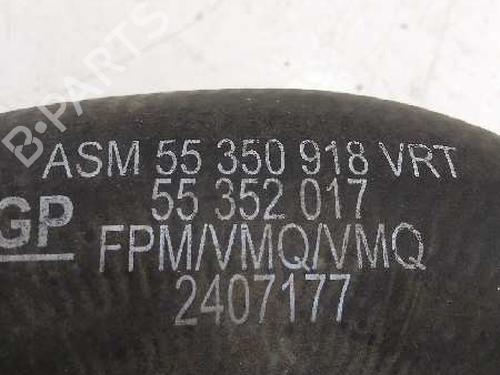 B-PARTS
ASM 55 350 918 VRT
55 352 017
GP
FPM/VMQ/VMQ
2407177